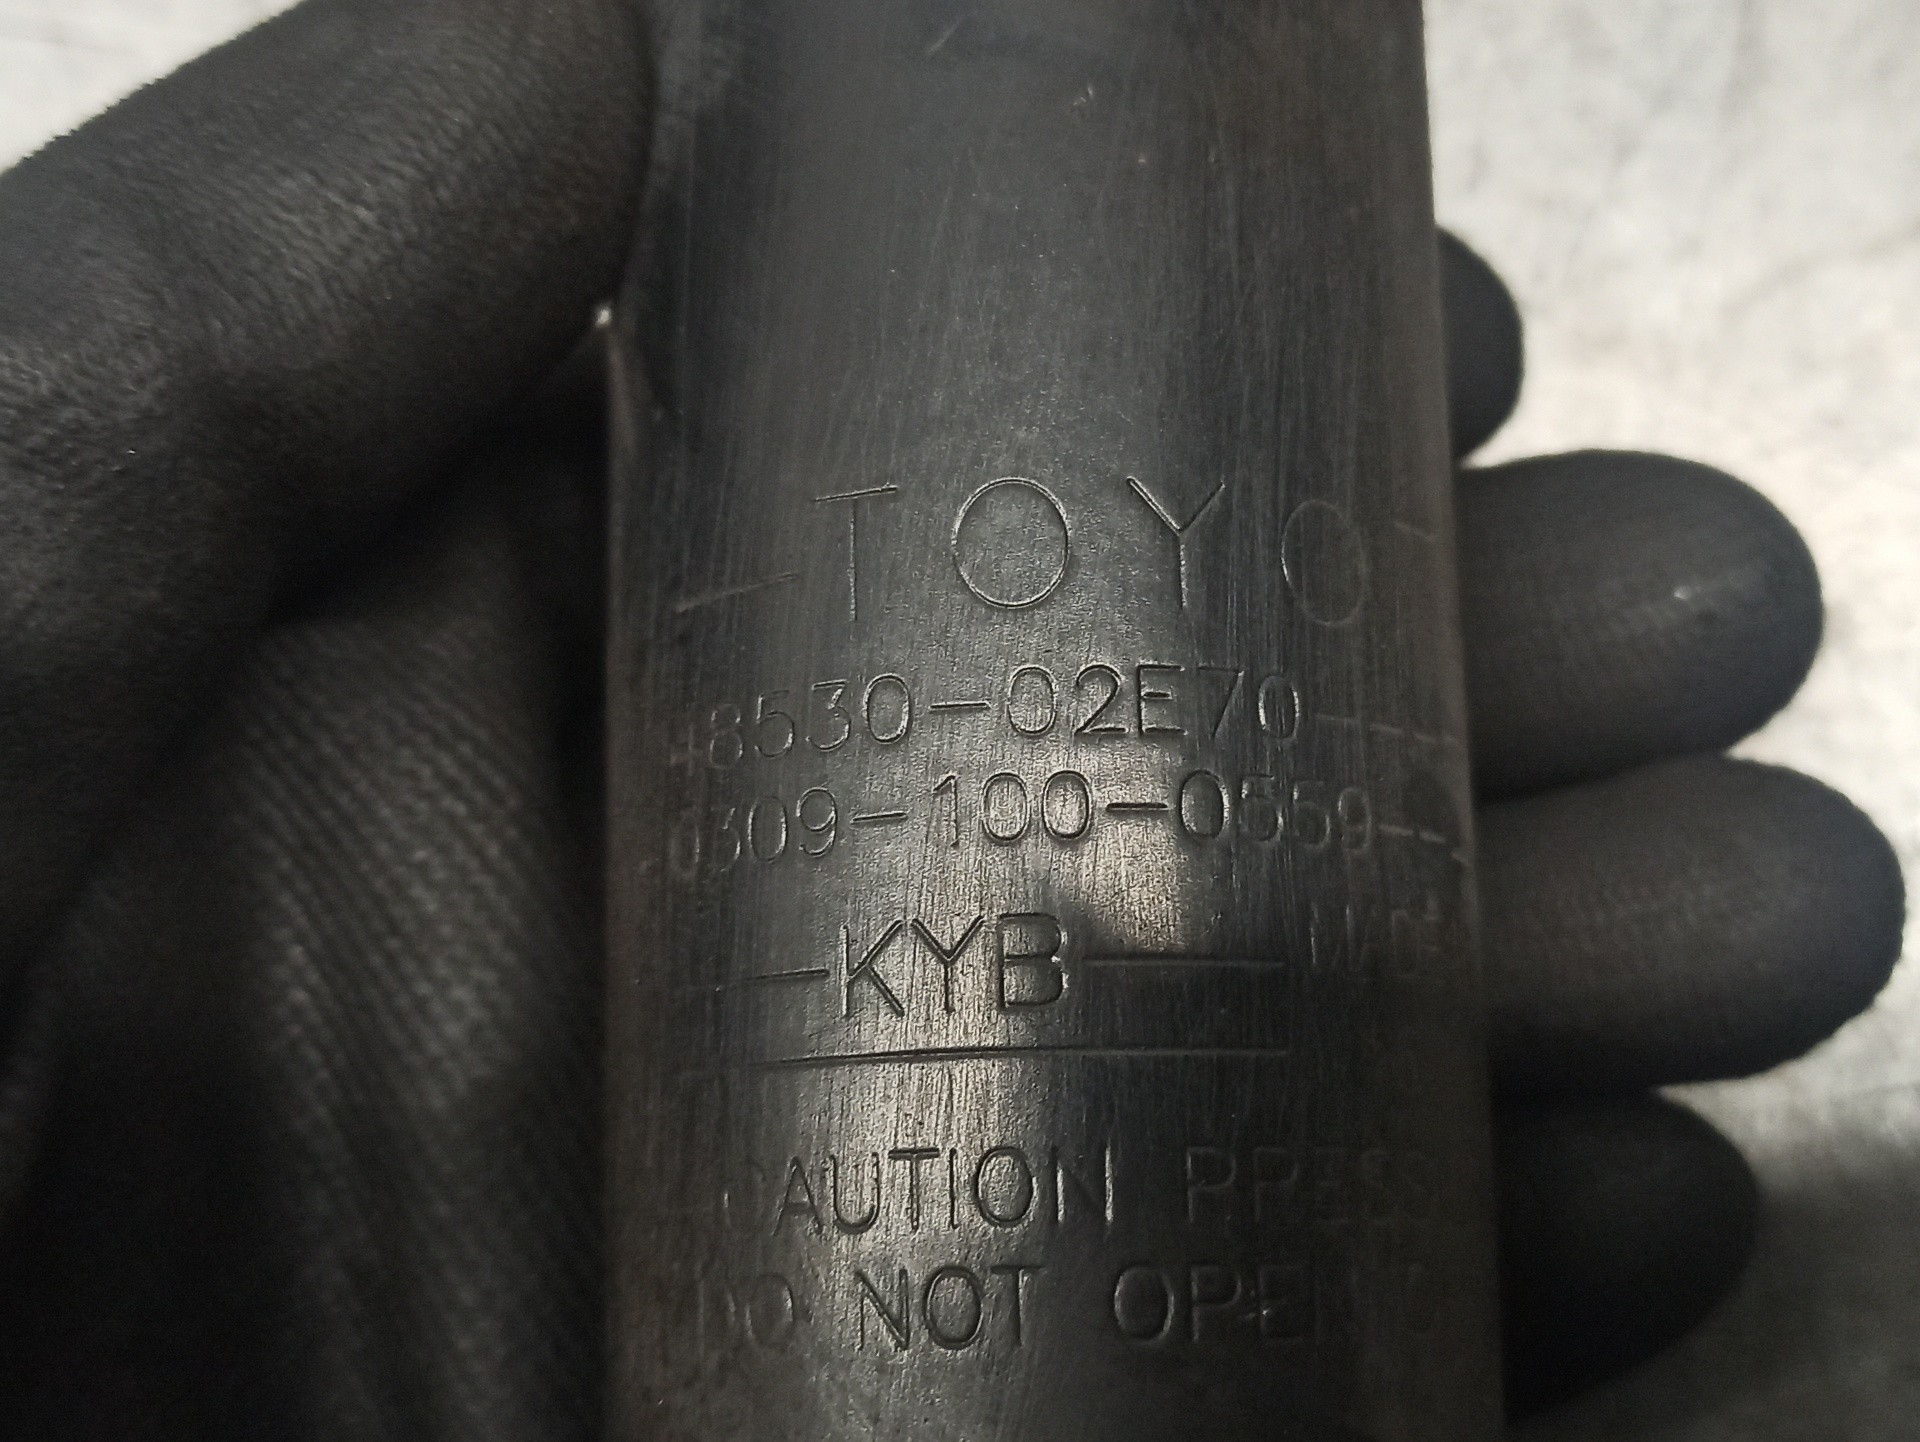 -TOYO
48530-02E70-
0309-100-0559--
-KYB-
CAUTION PRESS
DO NOT OPEN